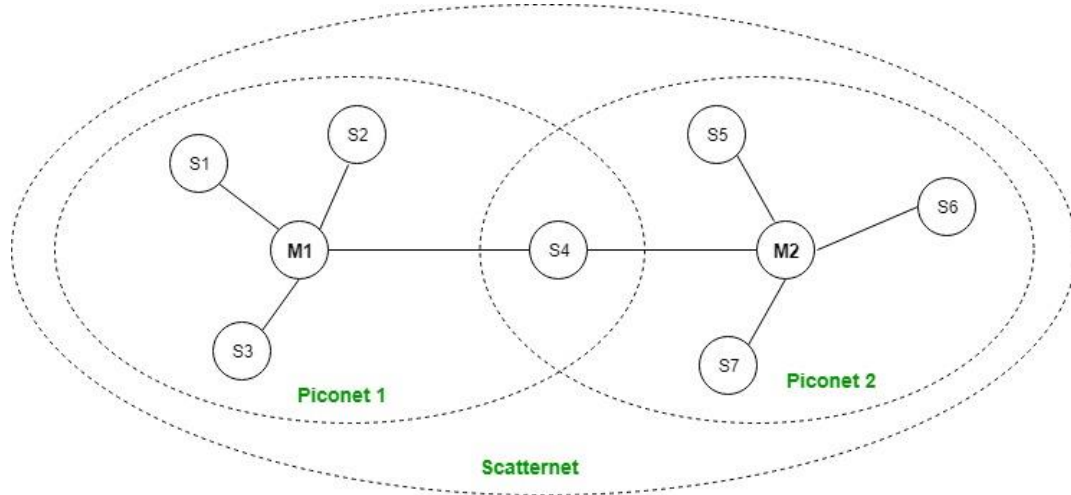 S1
S2
S5
S6
M1
S4
M2
S3
S7
Piconet 1
Piconet 2
Scatternet